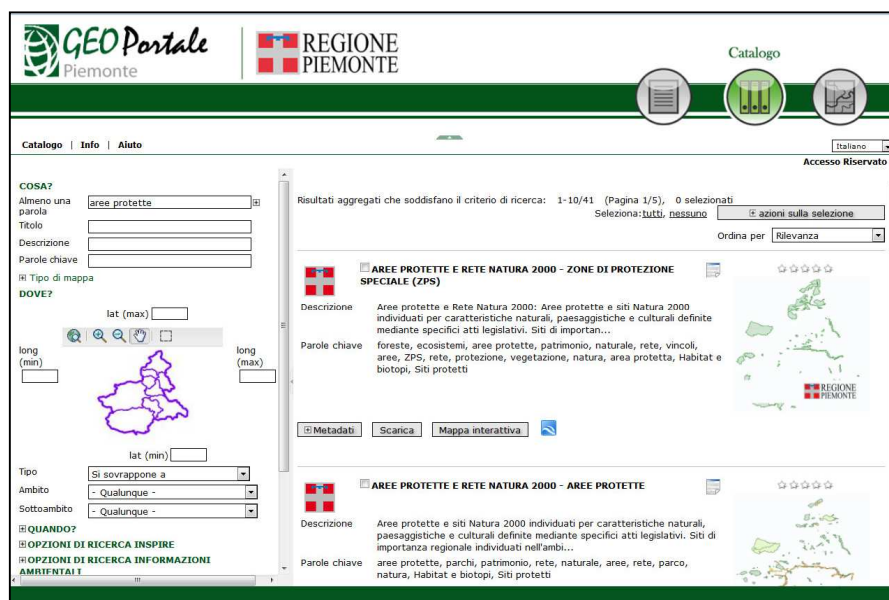 GEOPortale
Piemonte
REGIONE
PIEMONTE
Catalogo
Catalogo | Info | Aiuto
Italiano
Accesso Riservato
COSA?
Almeno una
parola
aree protette
Titolo
Descrizione
Parole chiave
Tipo di mappa
DOVE?
lat (max)
long
(min)
long
(max)
lat (min)
Tipo
Si sovrappone a
Ambito
- Qualunque -
Sottoambito
- Qualunque -
QUANDO?
OPZIONI DI RICERCA INSPIRE
OPZIONI DI RICERCA INFORMAZIONI
AMBIENTALI
Risultati aggregati che soddisfano il criterio di ricerca: 1-10/41 (Pagina 1/5), 0 selezionati
Seleziona:tutti, nessuno
azioni sulla selezione
Ordina per
Rilevanza
AREE PROTETTE E RETE NATURA 2000 - ZONE DI PROTEZIONE
SPECIALE (ZPS)
Descrizione
Aree protette e Rete Natura 2000: Aree protette e siti Natura 2000
individuati per caratteristiche naturali, paesaggistiche e culturali definite
mediante specifici atti legislativi. Siti di importan...
Parole chiave
foreste, ecosistemi, aree protette, patrimonio, naturale, rete, vincoli,
aree, ZPS, rete, protezione, vegetazione, natura, area protetta, Habitat e
biotopi, Siti protetti
REGIONE
PIEMONTE
Metadati
Scarica
Mappa interattiva
AREE PROTETTE E RETE NATURA 2000 - AREE PROTETTE
Descrizione
Aree protette e siti Natura 2000 individuati per caratteristiche naturali,
paesaggistiche e culturali definite mediante specifici atti legislativi. Siti di
importanza regionale individuati nell'ambi...
Parole chiave
aree protette, parchi, patrimonio, rete, naturale, aree, rete, parco,
natura, Habitat e biotopi, Siti protetti